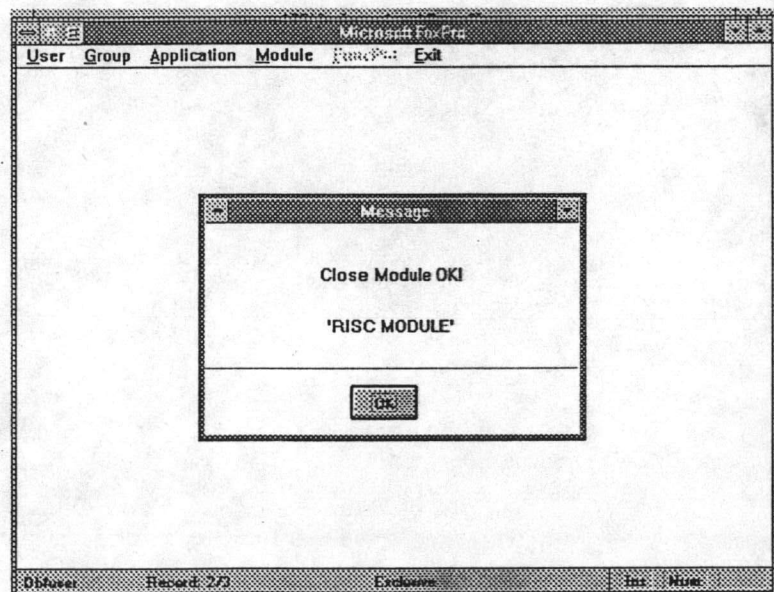 Microsoft FoxPro
User Group Application Module Exit
Message
Close Module OK!
'RISC MODULE'
OK
Dbfuser Record: 2/3 Exclusive Ins Num